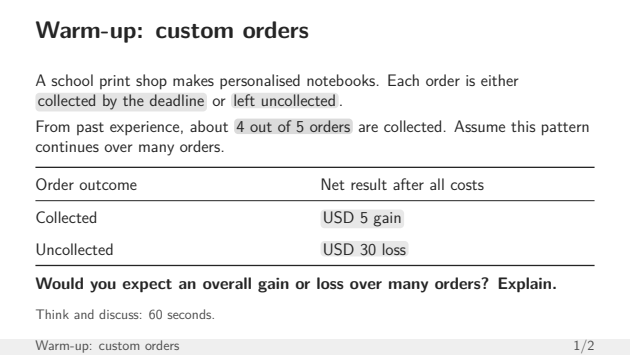 Warm-up: custom orders
A school print shop makes personalised notebooks. Each order is either
collected by the deadline or left uncollected.
From past experience, about 4 out of 5 orders are collected. Assume this pattern
continues over many orders.
Order outcome Net result after all costs
Collected USD 5 gain
Uncollected USD 30 loss
Would you expect an overall gain or loss over many orders? Explain.
Think and discuss: 60 seconds.
Warm-up: custom orders 1/2